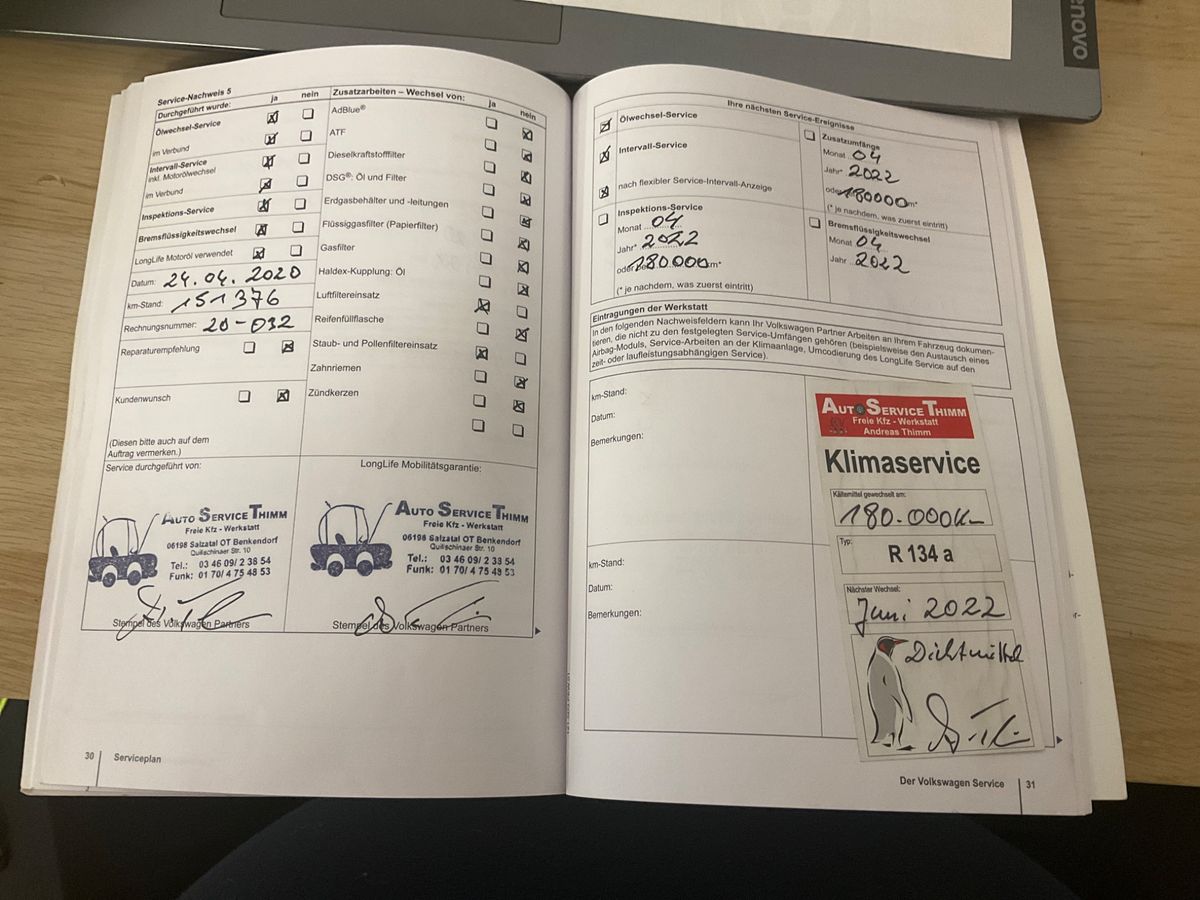 enovo
Service-Nachweis 5
Durchgeführt wurde: ja nein
Ölwechsel-Service
im Verbund
Intervall-Service
inkl. Motorölwechsel
im Verbund
Inspektions-Service
Bremsflüssigkeitswechsel
LongLife Motoröl verwendet
Datum: 24.04.2020
km-Stand: 151376
Rechnungsnummer: 20-032
Reparaturempfehlung
Kundenwunsch
(Diesen bitte auch auf dem
Auftrag vermerken.)
Zusatzarbeiten – Wechsel von: ja nein
AdBlue®
ATF
Dieselkraftstofffilter
DSG®: Öl und Filter
Erdgasbehälter und -leitungen
Flüssiggasfilter (Papierfilter)
Gasfilter
Haldex-Kupplung: Öl
Luftfiltereinsatz
Reifenfüllflasche
Staub- und Pollenfiltereinsatz
Zahnriemen
Zündkerzen
Service durchgeführt von:
AUTO SERVICE THIMM
Freie Kfz - Werkstatt
06198 Salzatal OT Benkendorf
Quillschinaer Str. 10
Tel.: 03 46 09/ 2 38 54
Funk: 01 70/ 4 75 48 53
Stempel des Volkswagen Partners
LongLife Mobilitätsgarantie:
AUTO SERVICE THIMM
Freie Kfz - Werkstatt
06198 Salzatal OT Benkendorf
Quillschinaer Str. 10
Tel.: 03 46 09/ 2 38 54
Funk: 01 70/ 4 75 48 53
Stempel des Volkswagen Partners
30 Serviceplan
Ihre nächsten Service-Ereignisse
Ölwechsel-Service
Intervall-Service
nach flexibler Service-Intervall-Anzeige
Inspektions-Service
Monat 04
Jahr* 2022
oder 180000 km*
(* je nachdem, was zuerst eintritt)
Zusatzumfänge
Monat 04
Jahr* 2022
oder 180000 km*
(* je nachdem, was zuerst eintritt)
Bremsflüssigkeitswechsel
Monat 04
Jahr 2022
Eintragungen der Werkstatt
In den folgenden Nachweisfeldern kann Ihr Volkswagen Partner Arbeiten an Ihrem Fahrzeug dokumen-
tieren, die nicht zu den festgelegten Service-Umfängen gehören (beispielsweise den Austausch eines
Airbag-Moduls, Service-Arbeiten an der Klimaanlage, Umcodierung des LongLife Service auf den
zeit- oder laufleistungsabhängigen Service).
km-Stand:
Datum:
Bemerkungen:
km-Stand:
Datum:
Bemerkungen:
AUTO SERVICE THIMM
Freie Kfz - Werkstatt
Andreas Thimm
Klimaservice
Kältemittel gewechselt am:
180.000Km
Typ:
R 134 a
Nächster Wechsel:
Juni 2022
Dichtmittel
Der Volkswagen Service 31